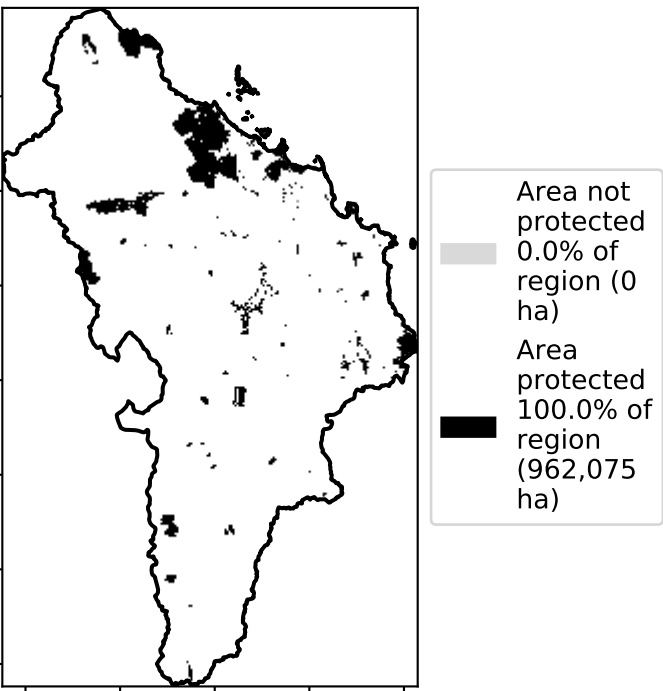 Area not
protected
0.0% of
region (0
ha)
Area
protected
100.0% of
region
(962,075
ha)